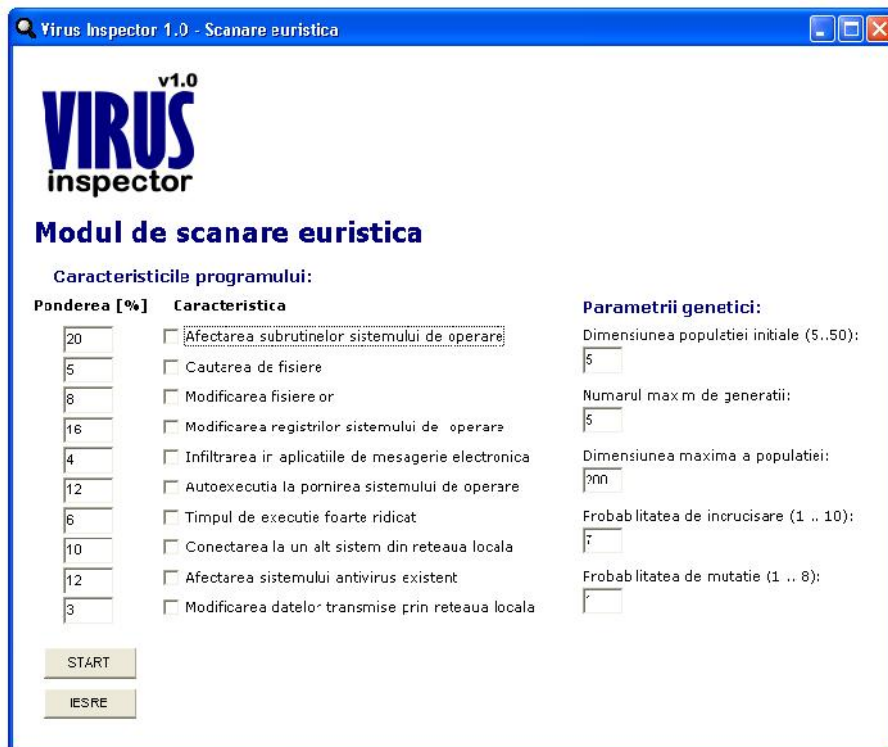 Virus Inspector 1.0 - Scanare euristica
v1.0
VIRUS
inspector
Modul de scanare euristica
Caracteristicile programului:
Ponderea [%] Caracteristica
20 Afectarea subrutinelor sistemului de operare
5 Cautarea de fisiere
8 Modificarea fisierelor
16 Modificarea registrilor sistemului de operare
4 Infiltrarea in aplicatiile de mesagerie electronica
12 Autoexecutia la pornirea sistemului de operare
6 Timpul de executie foarte ridicat
10 Conectarea la un alt sistem din reteaua locala
12 Afectarea sistemului antivirus existent
3 Modificarea datelor transmise prin reteaua locala
Parametrii genetici:
Dimensiunea populatiei initiale (5..50):
5
Numarul maxim de generatii:
5
Dimensiunea maxima a populatiei:
200
Probabilitatea de incrucisare (1 .. 10):
7
Probabilitatea de mutatie (1 .. 8):
START
IESIRE